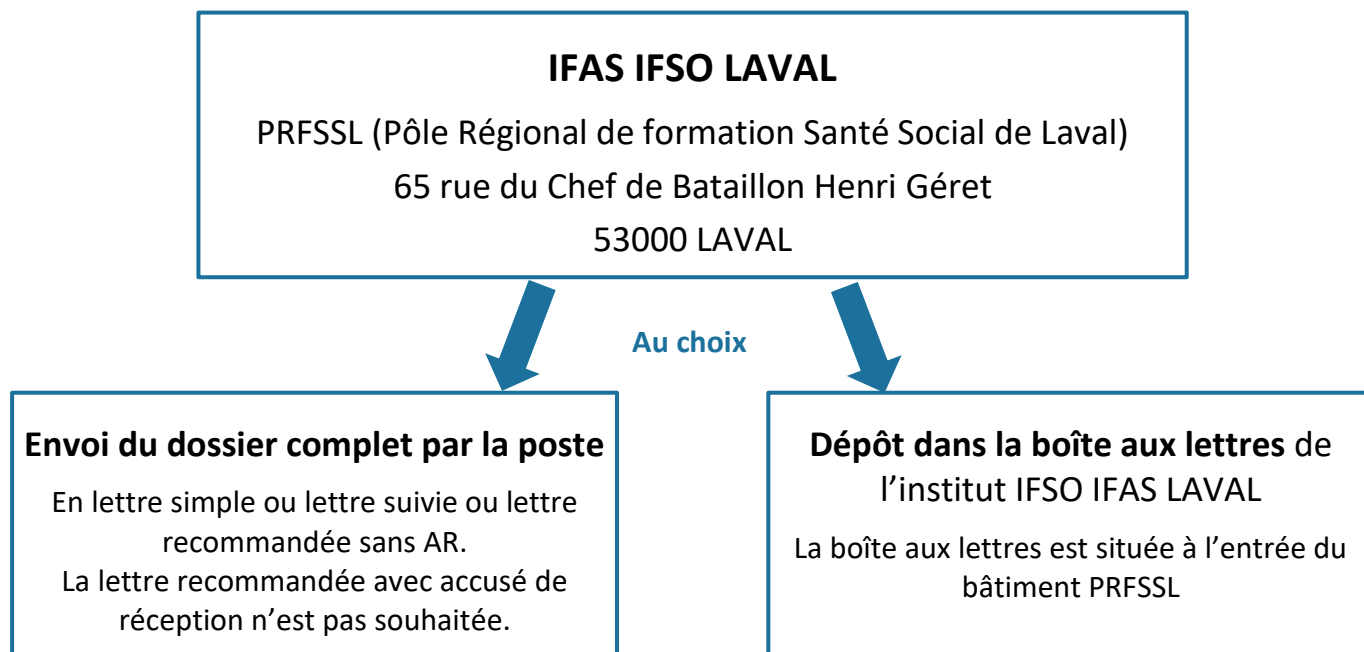 IFAS IFSO LAVAL
PRFSSL (Pôle Régional de formation Santé Social de Laval)
65 rue du Chef de Bataillon Henri Géret
53000 LAVAL
Au choix
Envoi du dossier complet par la poste
En lettre simple ou lettre suivie ou lettre
recommandée sans AR.
La lettre recommandée avec accusé de
réception n’est pas souhaitée.
Dépôt dans la boîte aux lettres de
l’institut IFSO IFAS LAVAL
La boîte aux lettres est située à l’entrée du
bâtiment PRFSSL